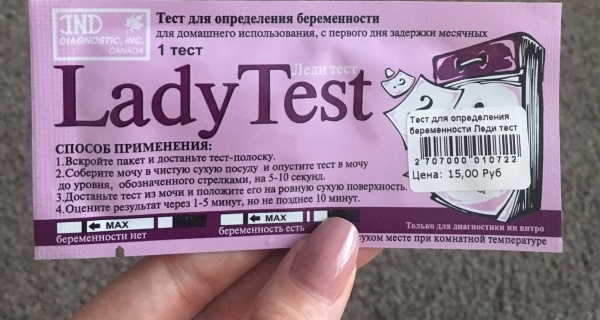 IND
DIAGNOSTIC, INC.
CANADA
Тест для определения беременности
для домашнего использования, с первого дня задержки месячных
1 тест
Леди тест
LadyTest
СПОСОБ ПРИМЕНЕНИЯ:
1.Вскройте пакет и достаньте тест-полоску.
2.Соберите мочу в чистую сухую посуду и опустите тест в мочу
до уровня, обозначенного стрелками, на 5-10 секунд.
3.Достаньте тест из мочи и положите его на ровную сухую поверхность.
4.Оцените результат через 1-5 минут, но не позднее 10 минут.
MAX
беременности нет
MAX
беременность есть
Тест для определения
беременности Леди тест
2 707000 010722
Цена: 15,00 Руб
Только для диагностики ин витро
сухом месте при комнатной температуре